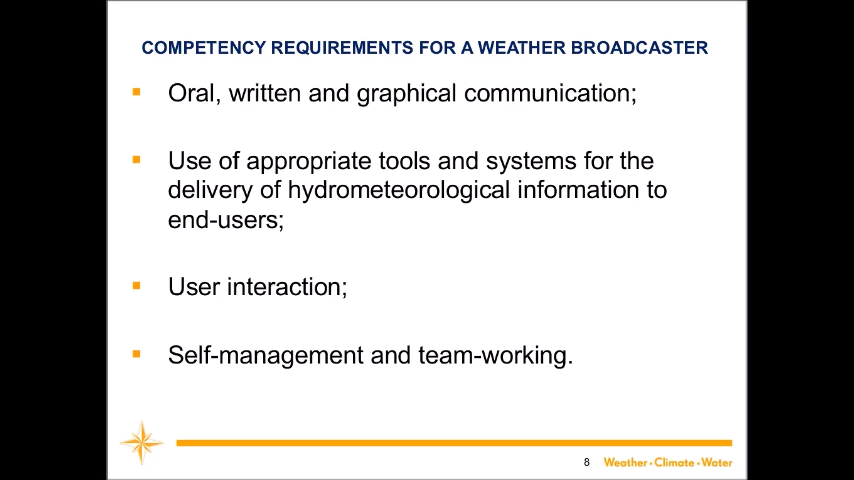 COMPETENCY REQUIREMENTS FOR A WEATHER BROADCASTER
Oral, written and graphical communication;
Use of appropriate tools and systems for the
delivery of hydrometeorological information to
end-users;
User interaction;
Self-management and team-working.
8 Weather • Climate • Water